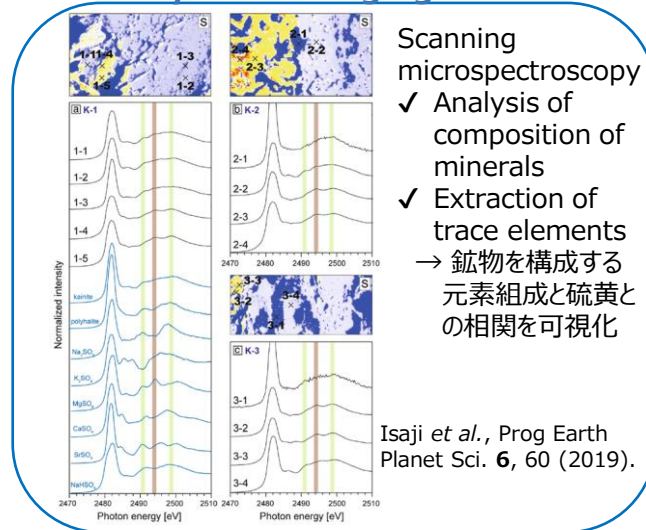 S
1-11-4
1-3
1-5
1-2
a K-1
1-1
1-2
1-3
1-4
1-5
kainite
polyhalite
Na₂SO₄
K₂SO₄
MgSO₄
CaSO₄
SrSO₄
NaHSO₄
Normalized intensity
2470 2480 2490 2500 2510
Photon energy [eV]
S
2-1
2-4
2-2
2-3
b K-2
2-1
2-2
2-3
2-4
2470 2480 2490 2500 2510
S
3-3
3-2
3-4
3-1
c K-3
3-1
3-2
3-3
3-4
2470 2480 2490 2500 2510
Photon energy [eV]
Scanning
microspectroscopy
✓ Analysis of
composition of
minerals
✓ Extraction of
trace elements
→ 鉱物を構成する
元素組成と硫黄と
の相関を可視化
Isaji et al., Prog Earth
Planet Sci. 6, 60 (2019).